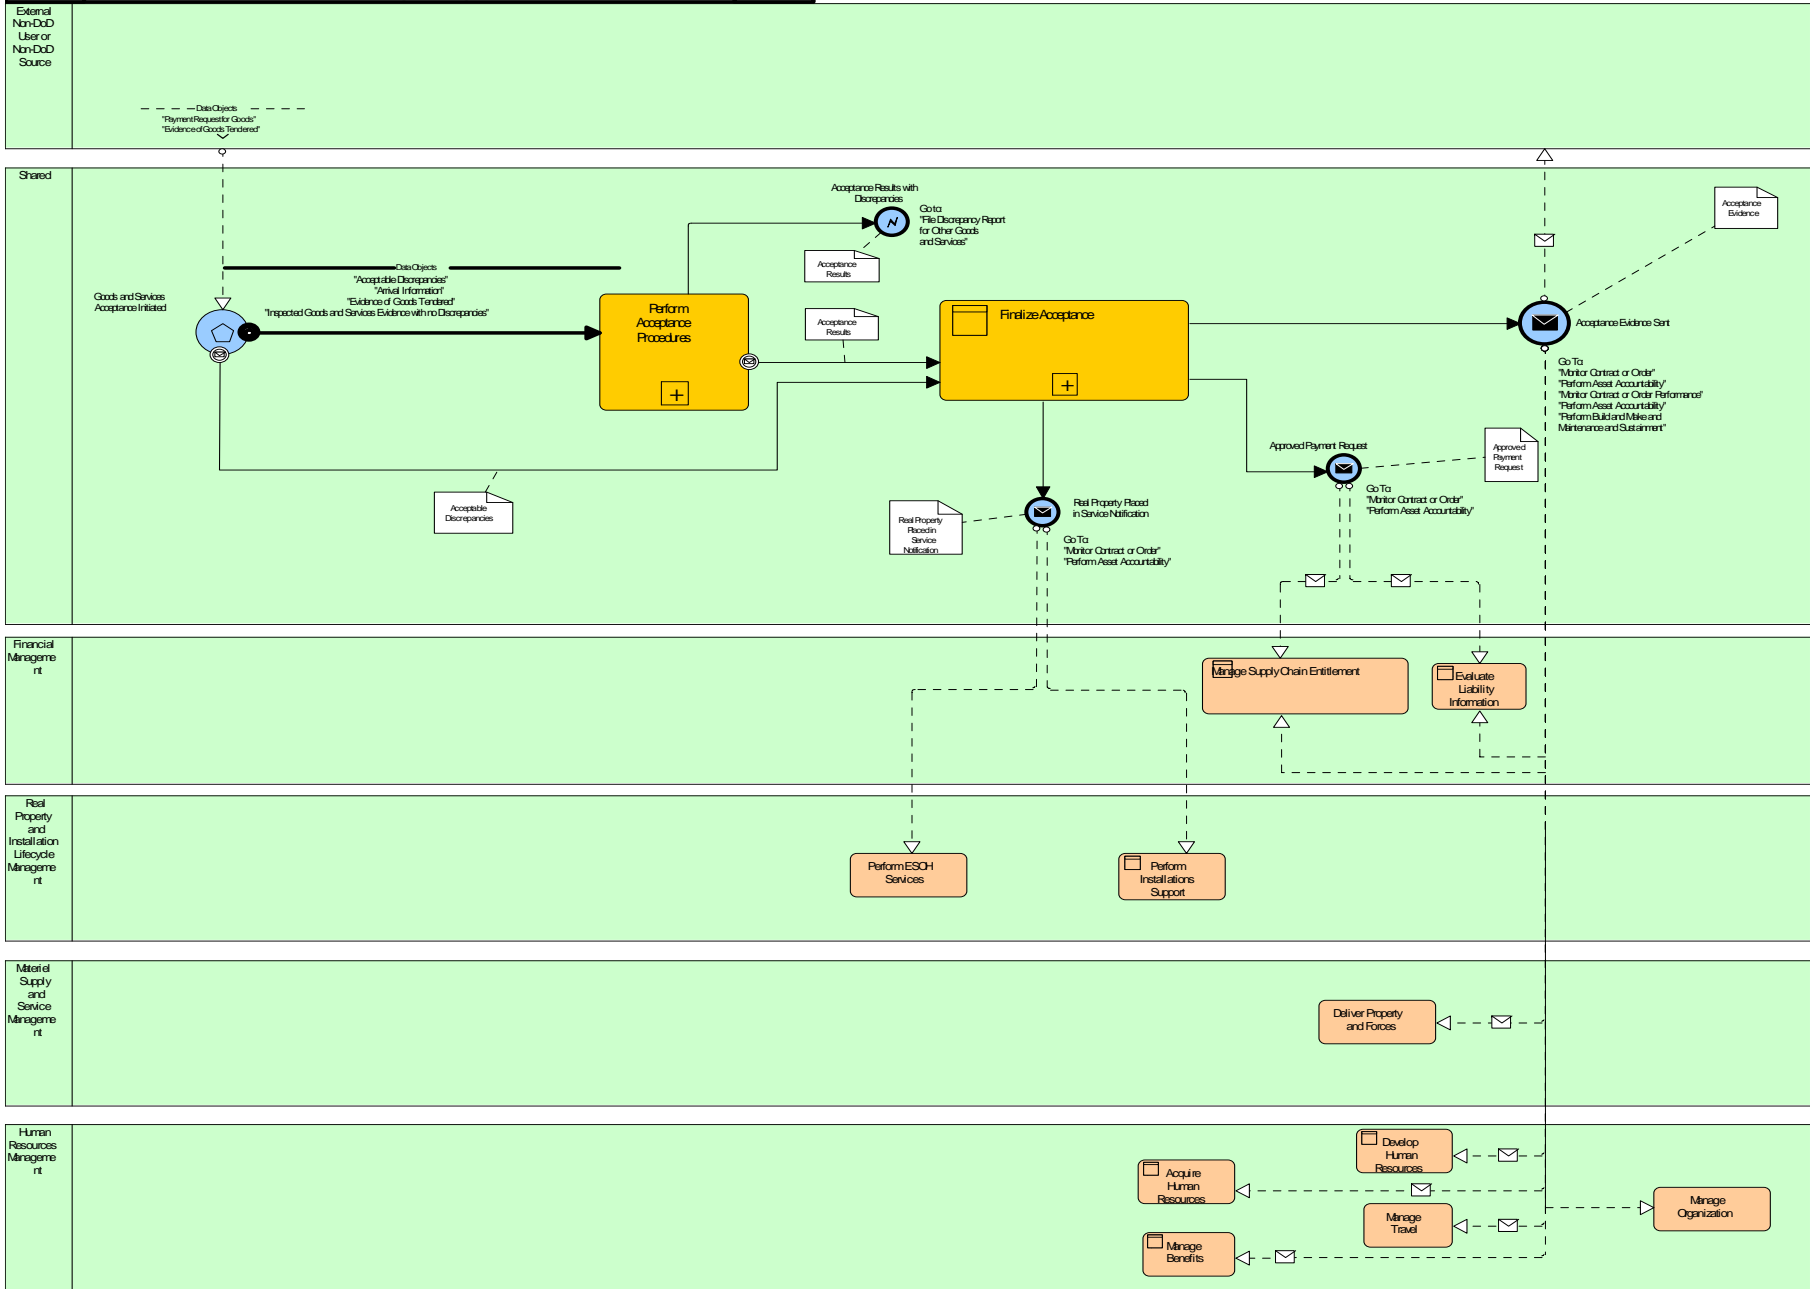 External
Non-DoD
User or
Non-DoD
Source
Data Objects
"Payment Request for Goods"
"Evidence of Goods Tendered"
Shared
Acceptance Results with
Discrepancies
Go to:
"File Discrepancy Report
for Other Goods
and Services"
Acceptance
Results
Acceptance
Evidence
Data Objects
"Acceptable Discrepancies"
"Arrival Information"
"Evidence of Goods Tendered"
"Inspected Goods and Services Evidence with no Discrepancies"
Goods and Services
Acceptance Initiated
Perform
Acceptance
Procedures
Acceptance
Results
Finalize Acceptance
Acceptance Evidence Sent
Go To:
"Monitor Contract or Order"
"Perform Asset Accountability"
"Monitor Contract or Order Performance"
"Perform Asset Accountability"
"Perform Build and Make and
Maintenance and Sustainment"
Approved Payment Request
Approved
Payment
Request
Go To:
"Monitor Contract or Order"
"Perform Asset Accountability"
Acceptable
Discrepancies
Real Property
Placed in
Service
Notification
Real Property Placed
in Service Notification
Go To:
"Monitor Contract or Order"
"Perform Asset Accountability"
Financial
Manageme
nt
Manage Supply Chain Entitlement
Evaluate
Liability
Information
Real
Property
and
Installation
Lifecycle
Manageme
nt
Perform ESOH
Services
Perform
Installations
Support
Materiel
Supply
and
Service
Manageme
nt
Deliver Property
and Forces
Human
Resources
Manageme
nt
Develop
Human
Resources
Acquire
Human
Resources
Manage
Organization
Manage
Travel
Manage
Benefits